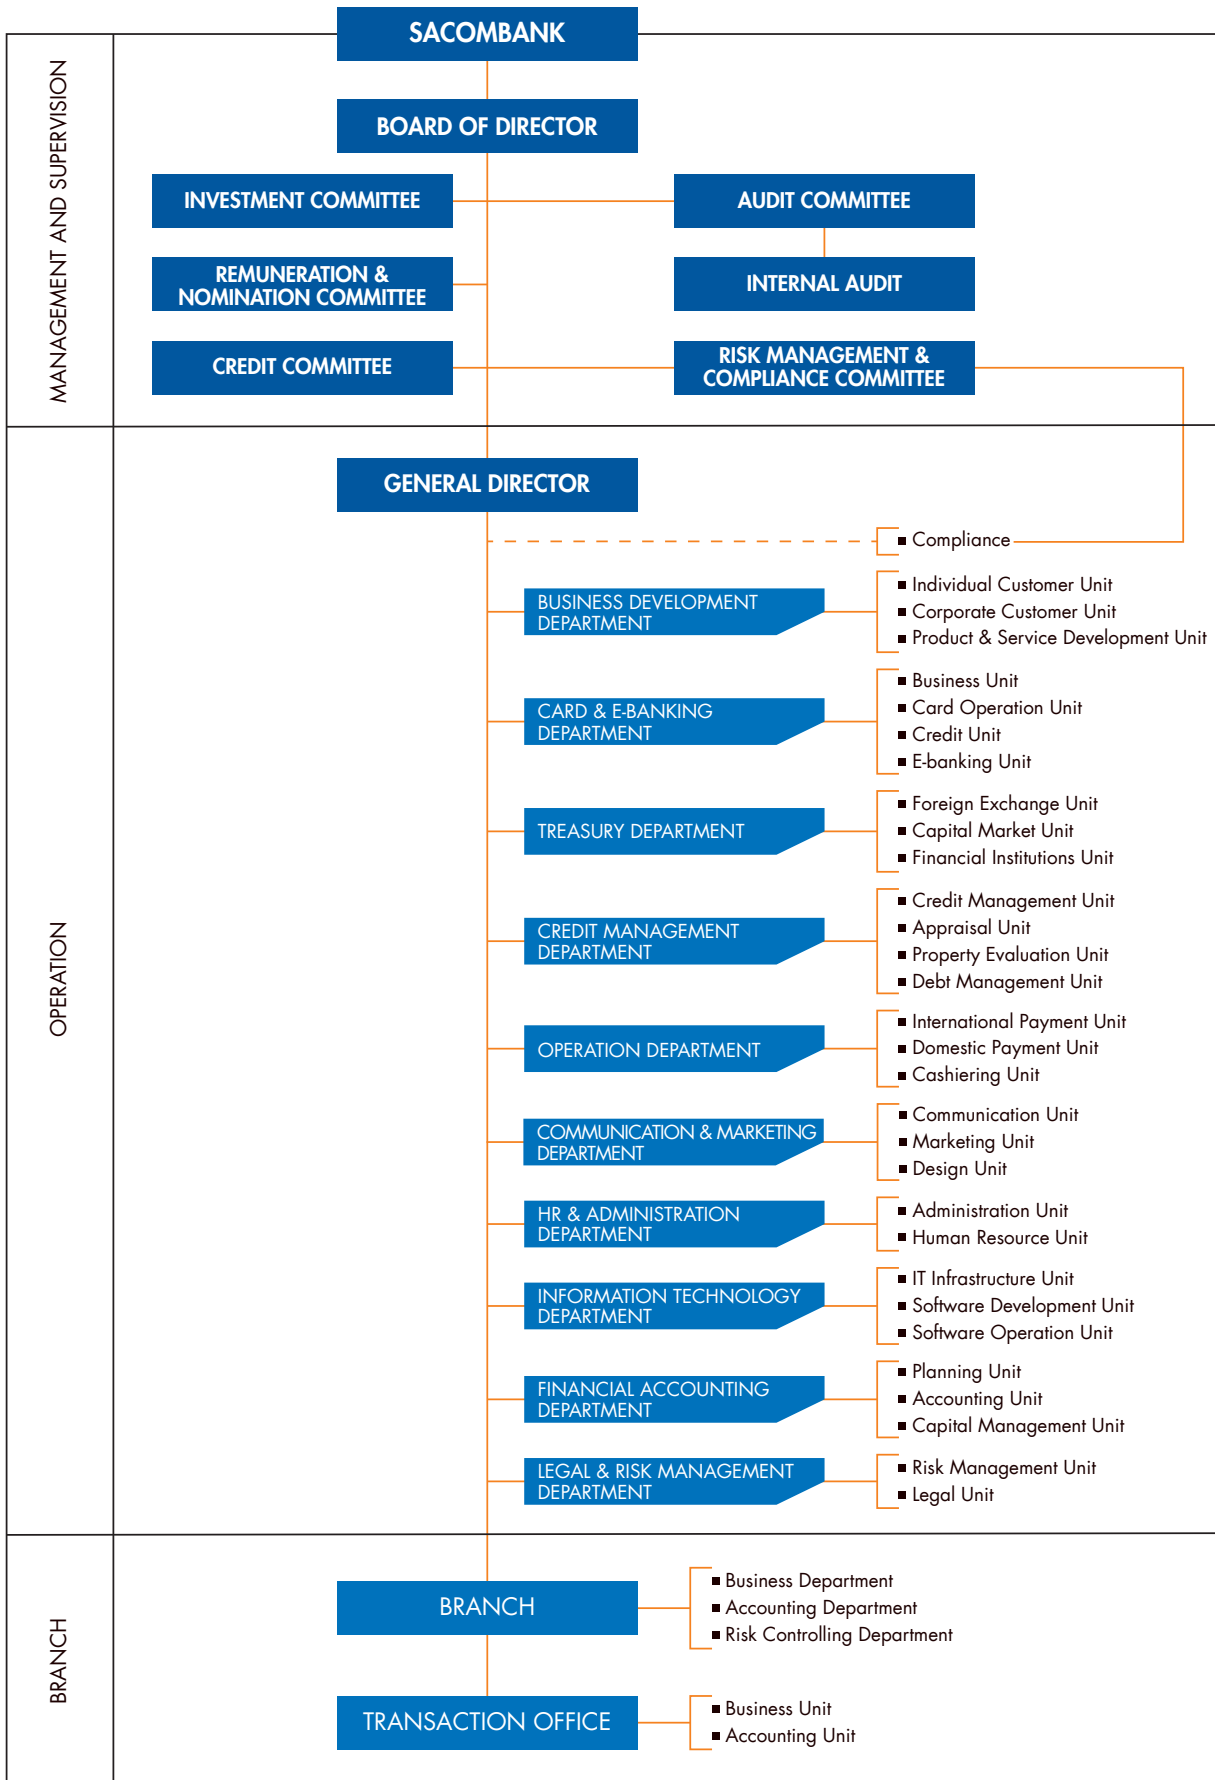 SACOMBANK
MANAGEMENT AND SUPERVISION
BOARD OF DIRECTOR
INVESTMENT COMMITTEE
AUDIT COMMITTEE
REMUNERATION &
NOMINATION COMMITTEE
INTERNAL AUDIT
CREDIT COMMITTEE
RISK MANAGEMENT &
COMPLIANCE COMMITTEE
OPERATION
GENERAL DIRECTOR
Compliance
BUSINESS DEVELOPMENT
DEPARTMENT
Individual Customer Unit
Corporate Customer Unit
Product & Service Development Unit
CARD & E-BANKING
DEPARTMENT
Business Unit
Card Operation Unit
Credit Unit
E-banking Unit
TREASURY DEPARTMENT
Foreign Exchange Unit
Capital Market Unit
Financial Institutions Unit
CREDIT MANAGEMENT
DEPARTMENT
Credit Management Unit
Appraisal Unit
Property Evaluation Unit
Debt Management Unit
OPERATION DEPARTMENT
International Payment Unit
Domestic Payment Unit
Cashiering Unit
COMMUNICATION & MARKETING
DEPARTMENT
Communication Unit
Marketing Unit
Design Unit
HR & ADMINISTRATION
DEPARTMENT
Administration Unit
Human Resource Unit
INFORMATION TECHNOLOGY
DEPARTMENT
IT Infrastructure Unit
Software Development Unit
Software Operation Unit
FINANCIAL ACCOUNTING
DEPARTMENT
Planning Unit
Accounting Unit
Capital Management Unit
LEGAL & RISK MANAGEMENT
DEPARTMENT
Risk Management Unit
Legal Unit
BRANCH
BRANCH
Business Department
Accounting Department
Risk Controlling Department
TRANSACTION OFFICE
Business Unit
Accounting Unit